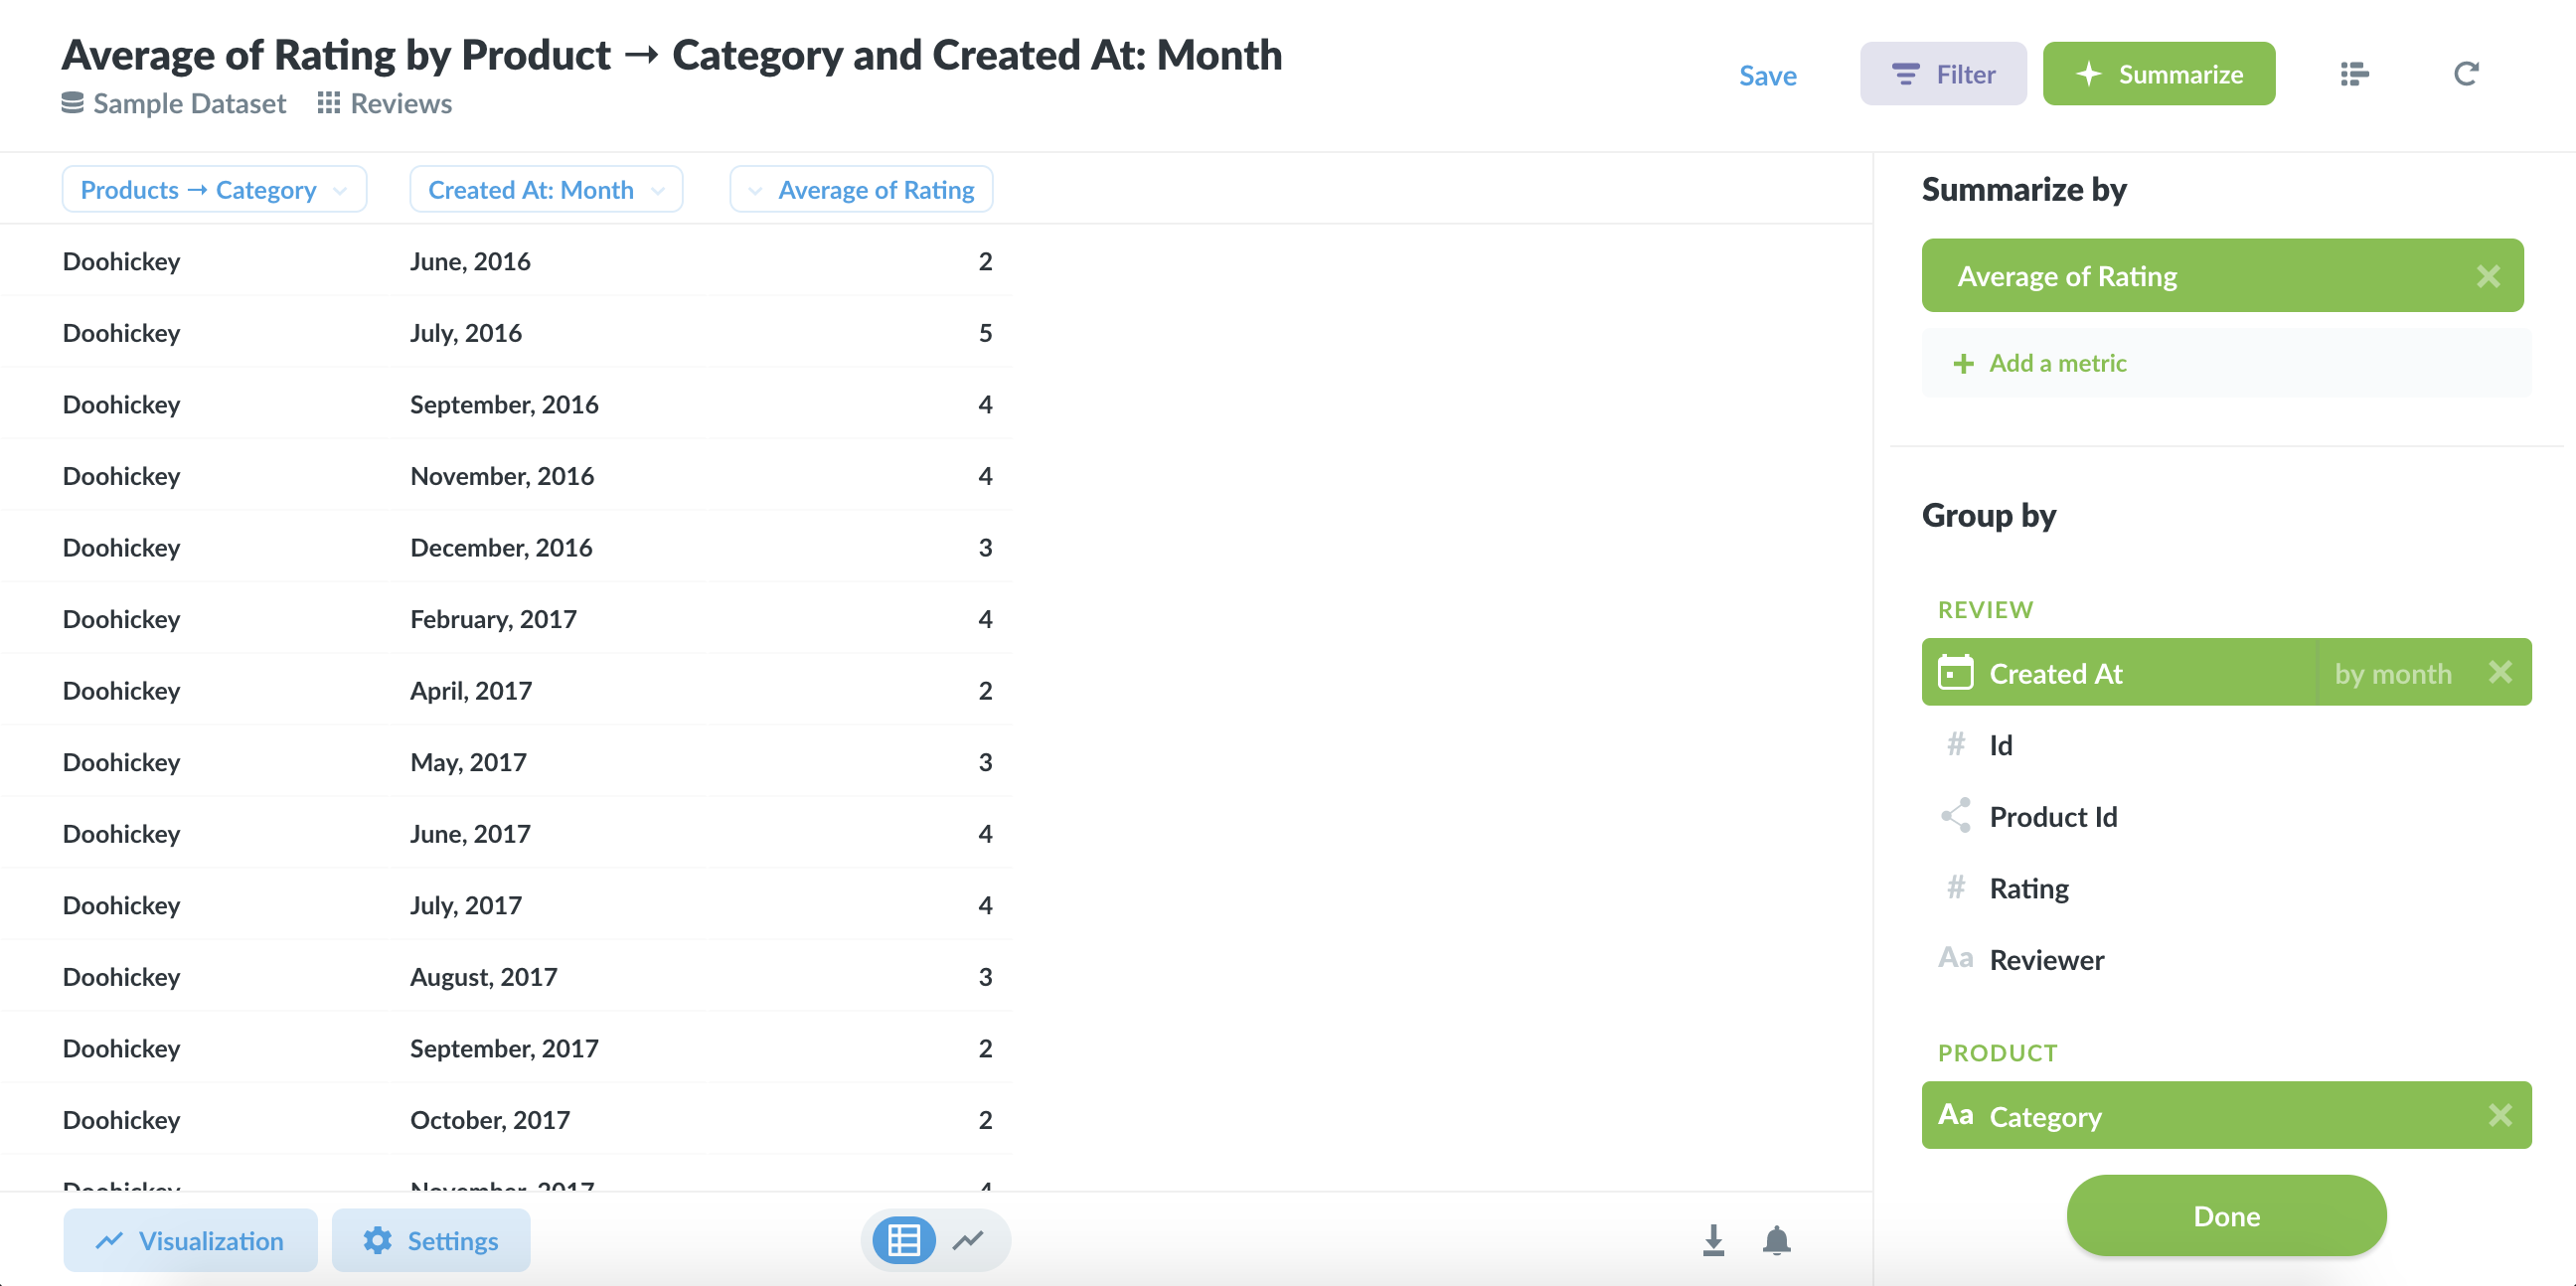 Average of Rating by Product → Category and Created At: Month
Sample Dataset Reviews
Save
Filter
Summarize
Products → Category Created At: Month Average of Rating
Doohickey June, 2016 2
Doohickey July, 2016 5
Doohickey September, 2016 4
Doohickey November, 2016 4
Doohickey December, 2016 3
Doohickey February, 2017 4
Doohickey April, 2017 2
Doohickey May, 2017 3
Doohickey June, 2017 4
Doohickey July, 2017 4
Doohickey August, 2017 3
Doohickey September, 2017 2
Doohickey October, 2017 2
Doohickey November, 2017 4
Visualization
Settings
Summarize by
Average of Rating
+ Add a metric
Group by
REVIEW
Created At by month
# Id
Product Id
# Rating
Aa Reviewer
PRODUCT
Aa Category
Done